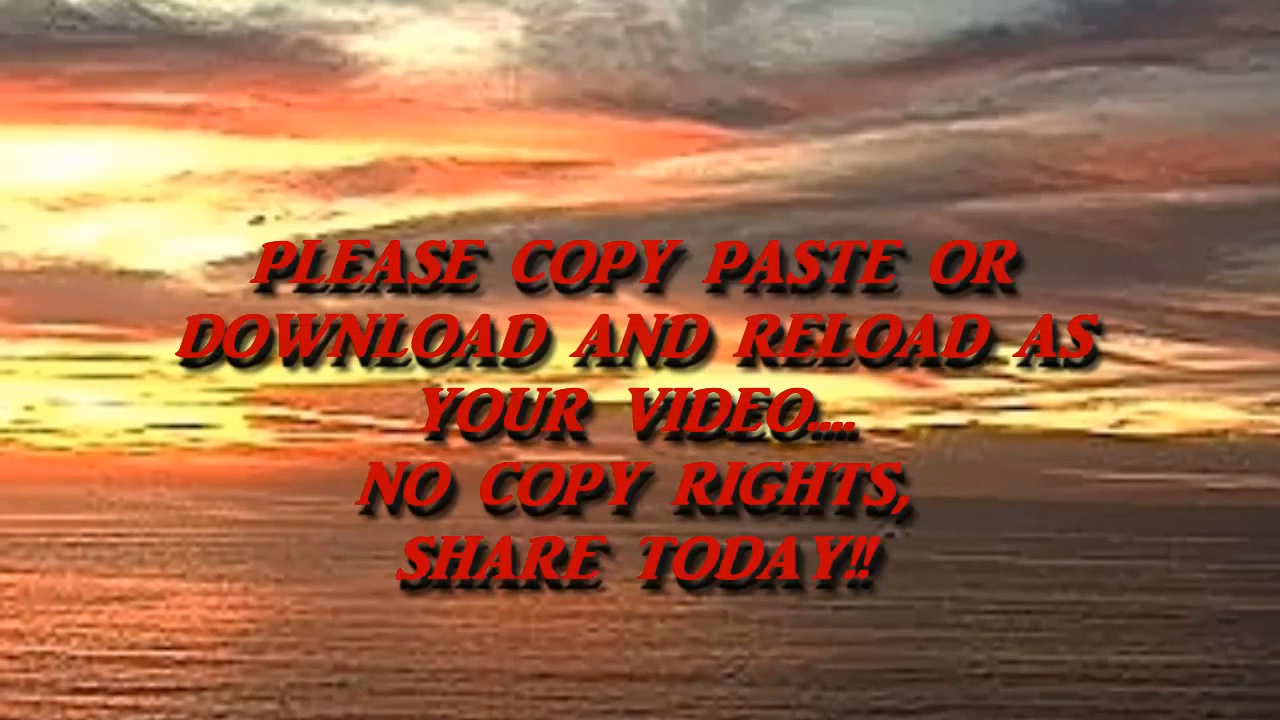 PLEASE COPY PASTE OR
DOWNLOAD AND RELOAD AS
YOUR VIDEO....
NO COPY RIGHTS,
SHARE TODAY!!